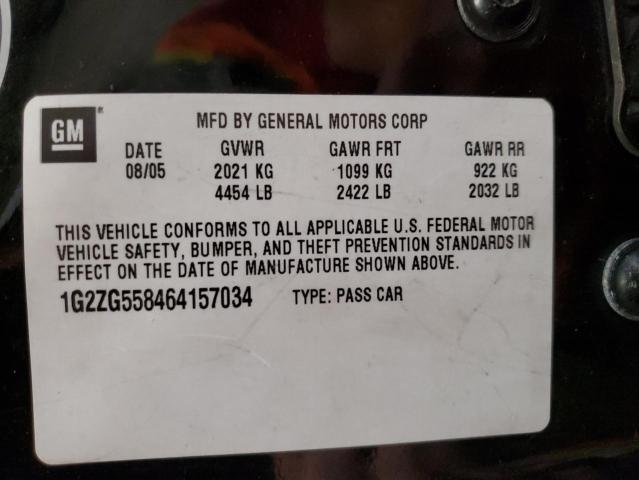 GM®
MFD BY GENERAL MOTORS CORP
DATE GVWR GAWR FRT GAWR RR
08/05 2021 KG 1099 KG 922 KG
4454 LB 2422 LB 2032 LB
THIS VEHICLE CONFORMS TO ALL APPLICABLE U.S. FEDERAL MOTOR
VEHICLE SAFETY, BUMPER, AND THEFT PREVENTION STANDARDS IN
EFFECT ON THE DATE OF MANUFACTURE SHOWN ABOVE.
1G2ZG558464157034 TYPE: PASS CAR